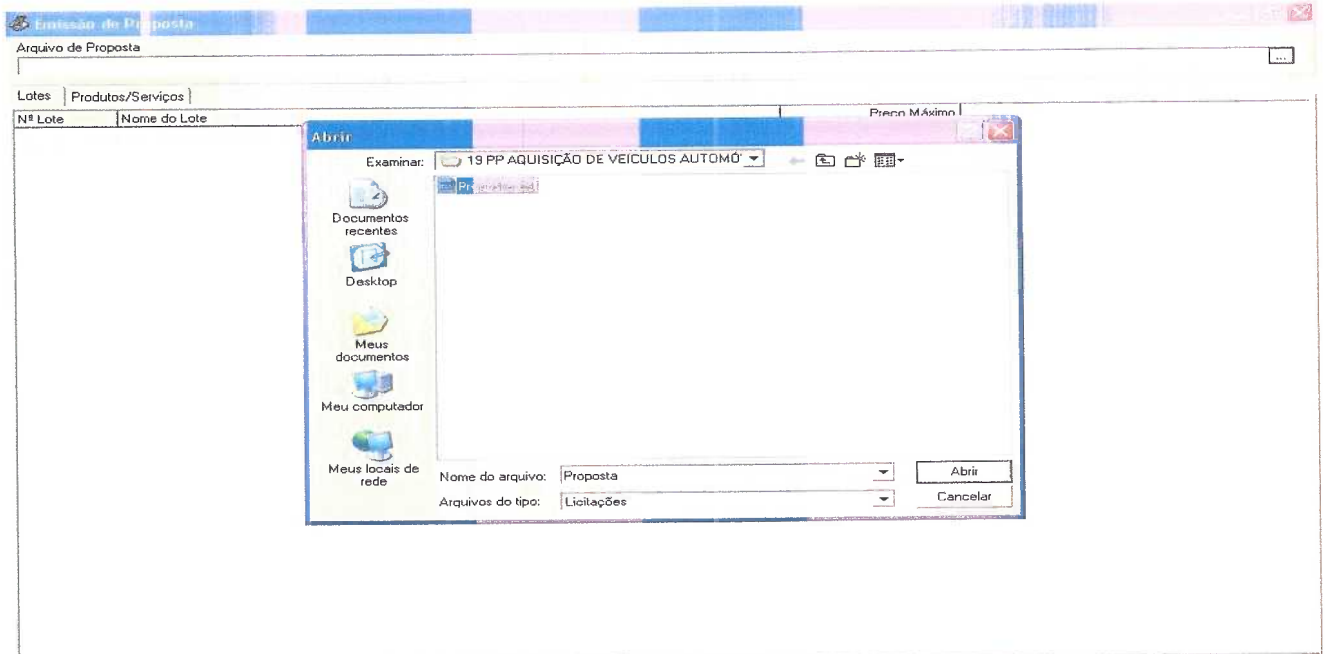 Emissão de Proposta
Arquivo de Proposta
...
Lotes Produtos/Serviços
Nº Lote Nome do Lote Preço Máximo
Abrir
Examinar: 19 PP AQUISIÇÃO DE VEÍCULOS AUTOMÓ
Documentos
recentes
Desktop
Meus
documentos
Meu computador
Meus locais de
rede
Nome do arquivo: Proposta Abrir
Arquivos do tipo: Licitações Cancelar